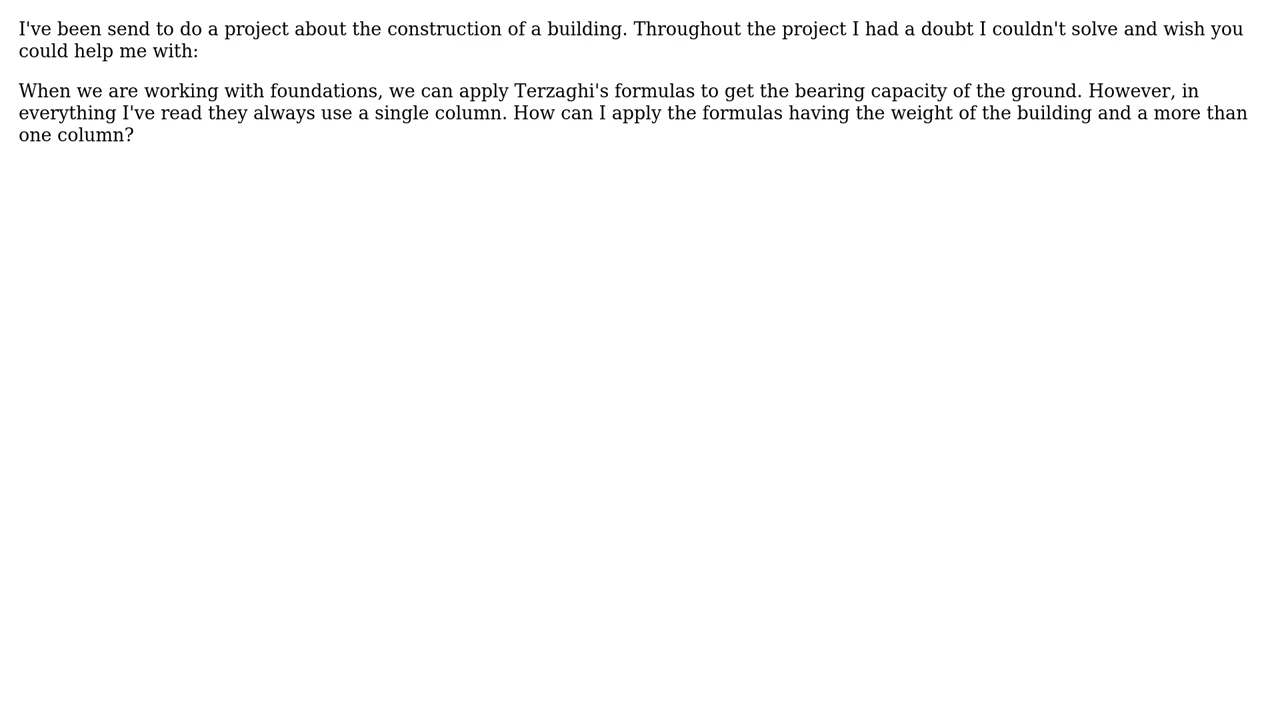 I've been send to do a project about the construction of a building. Throughout the project I had a doubt I couldn't solve and wish you
could help me with:
When we are working with foundations, we can apply Terzaghi's formulas to get the bearing capacity of the ground. However, in
everything I've read they always use a single column. How can I apply the formulas having the weight of the building and a more than
one column?